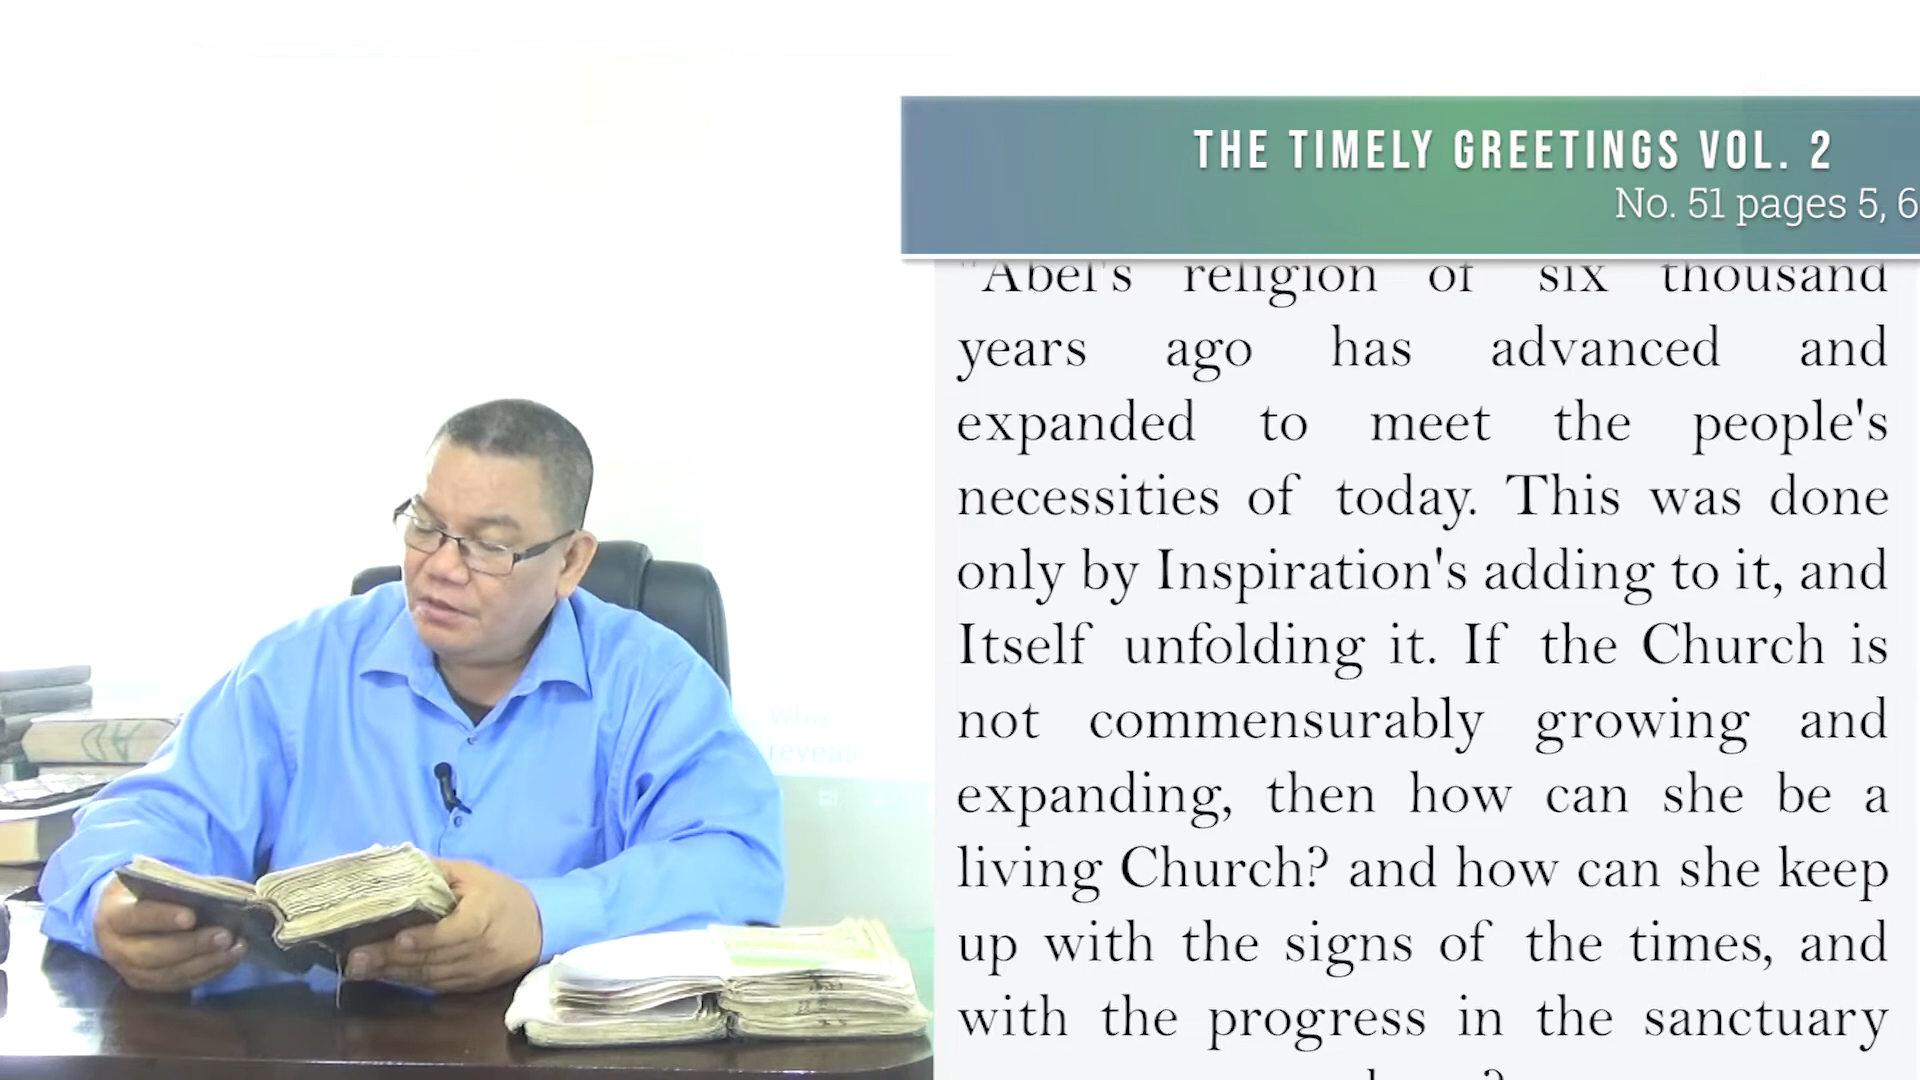 THE TIMELY GREETINGS VOL. 2
No. 51 pages 5, 6
"Abel's religion of six thousand
years ago has advanced and
expanded to meet the people's
necessities of today. This was done
only by Inspiration's adding to it, and
Itself unfolding it. If the Church is
not commensurably growing and
expanding, then how can she be a
living Church? and how can she keep
up with the signs of the times, and
with the progress in the sanctuary